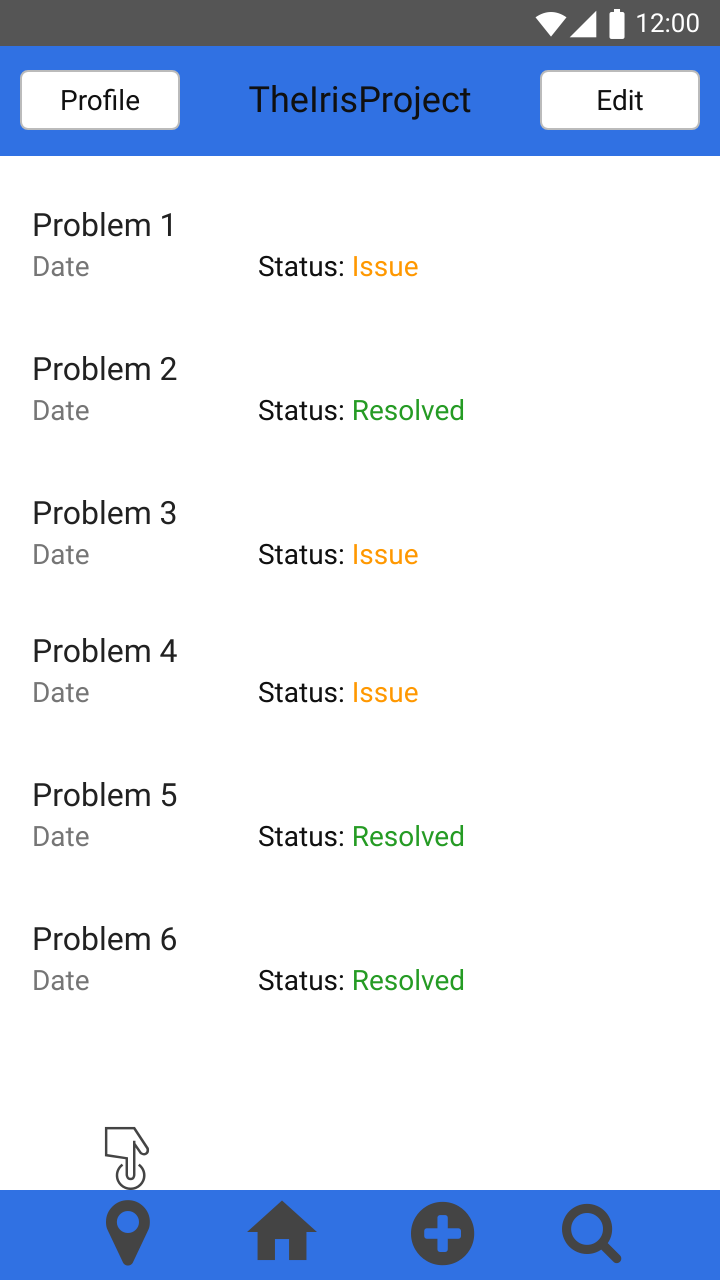 12:00
Profile TheIrisProject Edit
Problem 1
Date Status: Issue
Problem 2
Date Status: Resolved
Problem 3
Date Status: Issue
Problem 4
Date Status: Issue
Problem 5
Date Status: Resolved
Problem 6
Date Status: Resolved